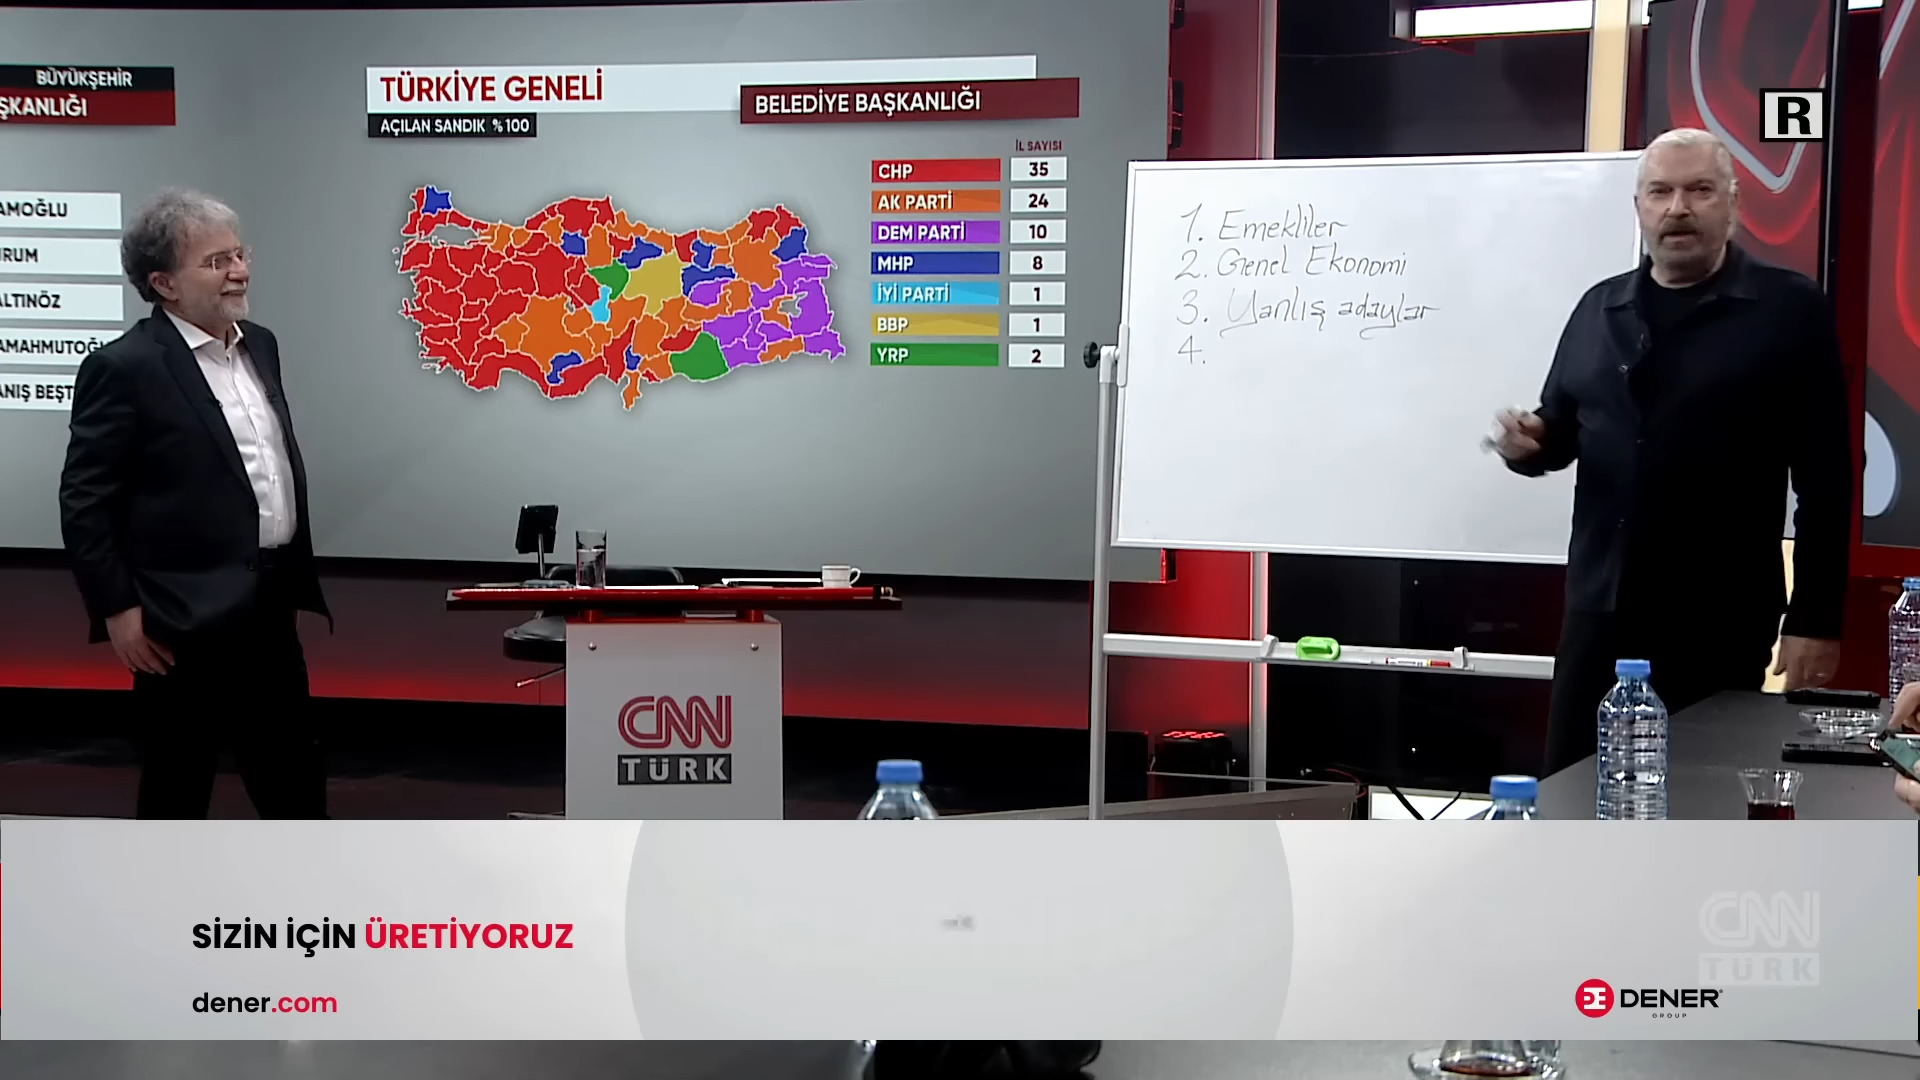 BÜYÜKŞEHİR
ŞKANLIĞI
AMOĞLU
URUM
ALTINÖZ
AMAHMUTOĞL
ANIŞ BEŞT
TÜRKİYE GENELİ
BELEDİYE BAŞKANLIĞI
AÇILAN SANDIK %100
İL SAYISI
CHP 35
AK PARTİ 24
DEM PARTİ 10
MHP 8
İYİ PARTİ 1
BBP 1
YRP 2
R
1. Emekliler
2. Genel Ekonomi
3. Yanlış adaylar
4.
CNN
TÜRK
SİZİN İÇİN ÜRETİYORUZ
dener.com
CNN
TÜRK
DENER
GROUP